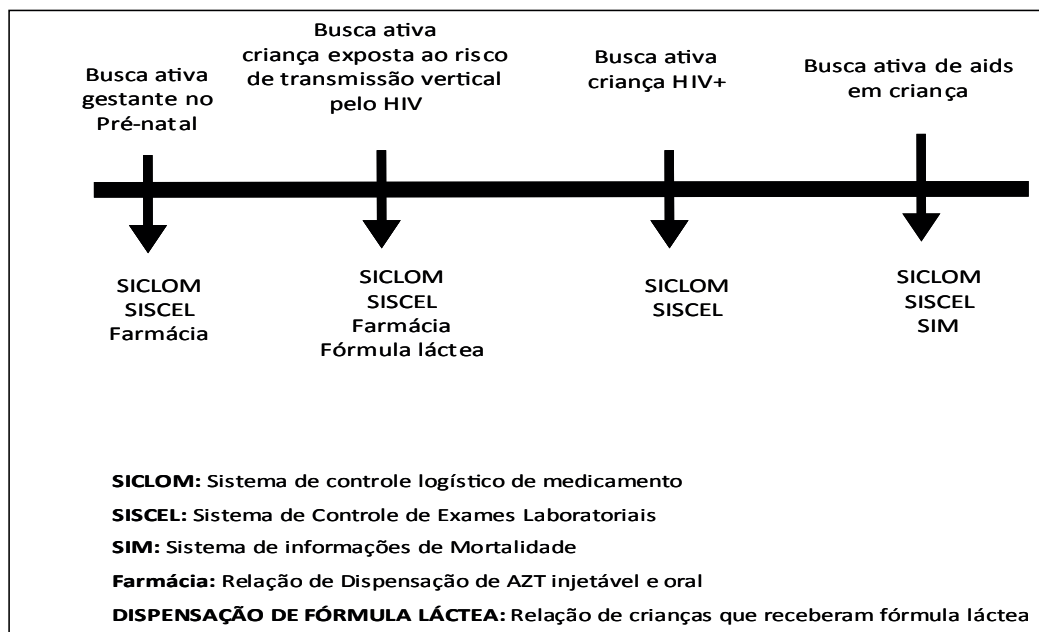 Busca ativa
gestante no
Pré-natal
Busca ativa
criança exposta ao risco
de transmissão vertical
pelo HIV
Busca ativa
criança HIV+
Busca ativa de aids
em criança
SICLOM
SISCEL
Farmácia
SICLOM
SISCEL
Farmácia
Fórmula láctea
SICLOM
SISCEL
SICLOM
SISCEL
SIM
SICLOM: Sistema de controle logístico de medicamento
SISCEL: Sistema de Controle de Exames Laboratoriais
SIM: Sistema de informações de Mortalidade
Farmácia: Relação de Dispensação de AZT injetável e oral
DISPENSAÇÃO DE FÓRMULA LÁCTEA: Relação de crianças que receberam fórmula láctea